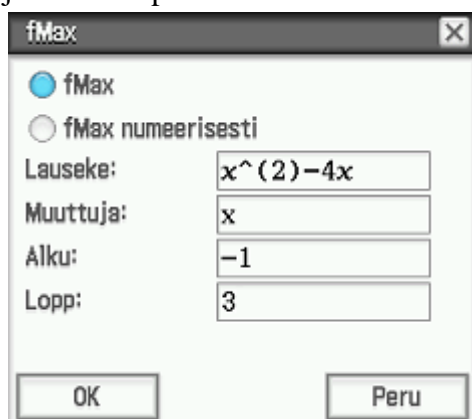 fMax
fMax
fMax numeerisesti
Lauseke: x^(2)-4x
Muuttuja: x
Alku: -1
Lopp: 3
OK Peru